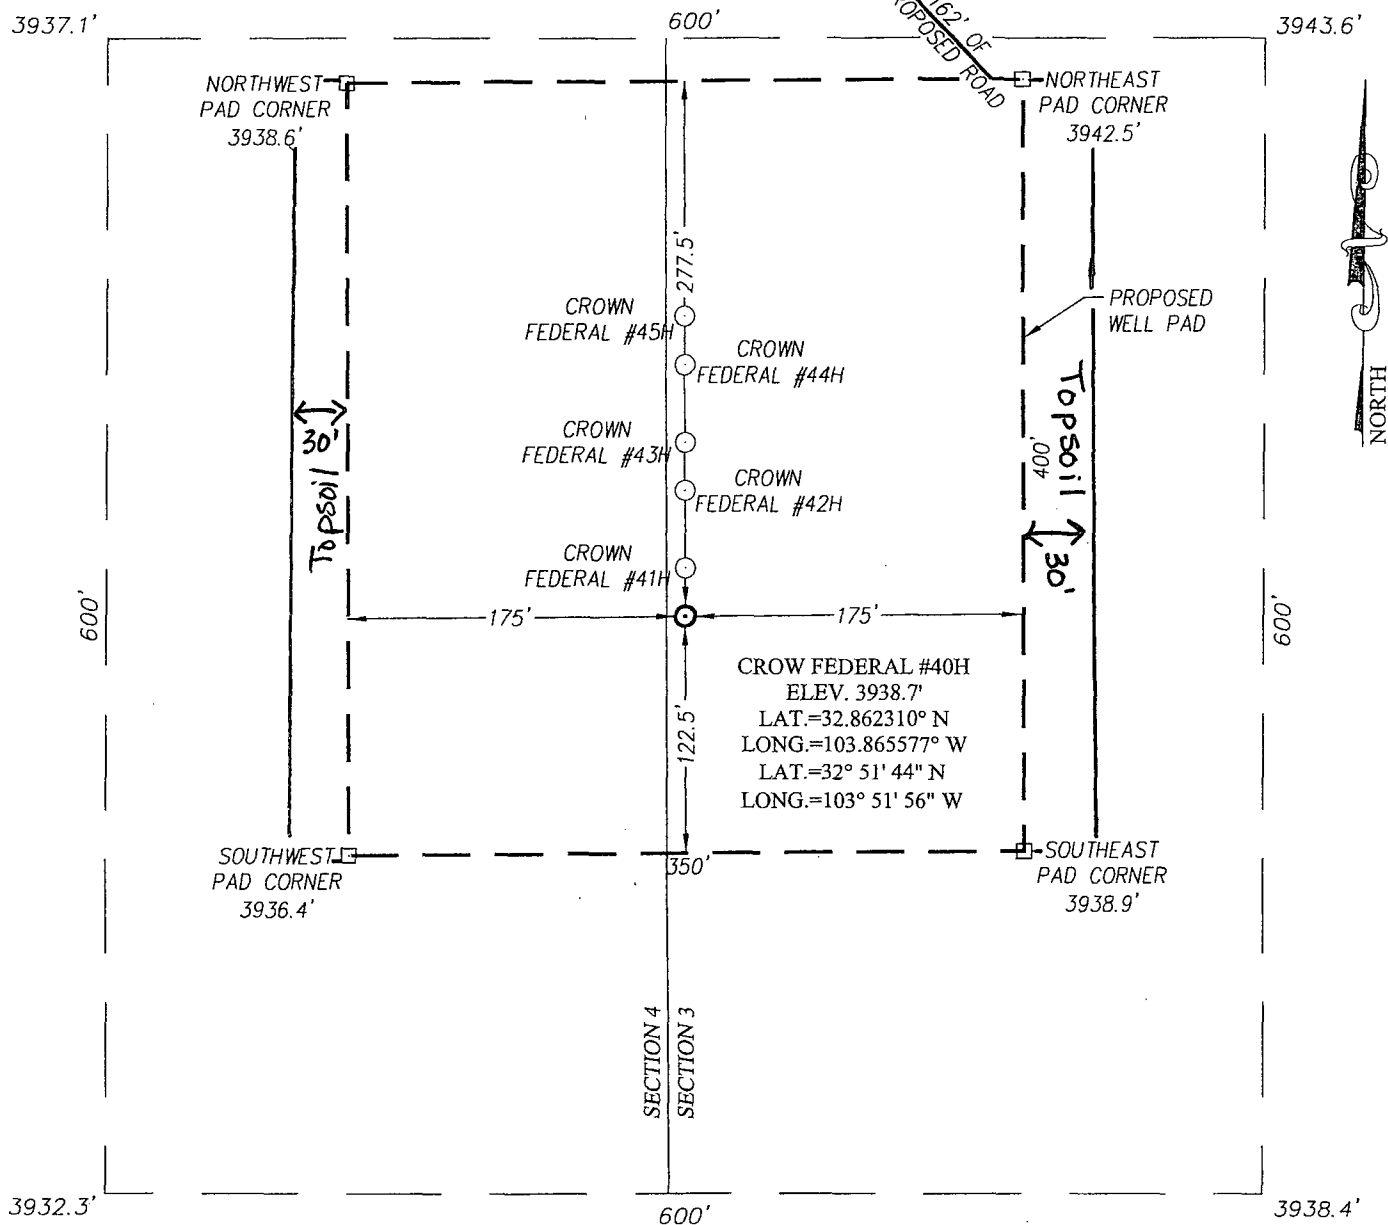 3937.1'
600'
3943.6'
162' OF
PROPOSED ROAD
NORTHWEST
PAD CORNER
3938.6'
NORTHEAST
PAD CORNER
3942.5'
277.5'
NORTH
PROPOSED
WELL PAD
CROWN
FEDERAL #45H
CROWN
FEDERAL #44H
30'
Topsoil
CROWN
FEDERAL #43H
CROWN
FEDERAL #42H
400'
Topsoil
30'
CROWN
FEDERAL #41H
600'
175'
175'
600'
CROW FEDERAL #40H
ELEV. 3938.7'
LAT.=32.862310° N
LONG.=103.865577° W
LAT.=32° 51' 44" N
LONG.=103° 51' 56" W
122.5'
SOUTHWEST
PAD CORNER
3936.4'
350'
SOUTHEAST
PAD CORNER
3938.9'
SECTION 4
SECTION 3
3932.3'
600'
3938.4'